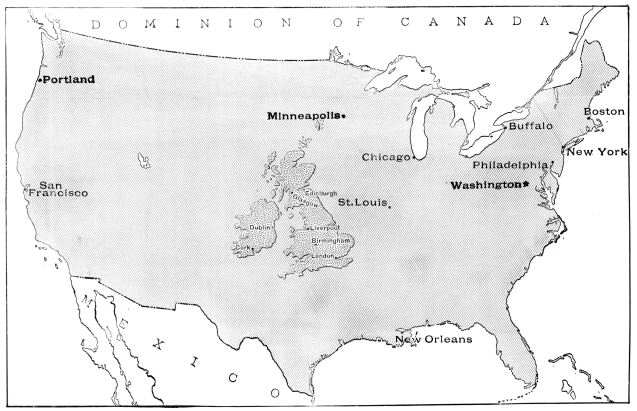 DOMINION OF CANADA
Portland
Minneapolis
Boston
Buffalo
Chicago
New York
Philadelphia
Washington
San
Francisco
Edinburgh
Glasgow
St. Louis
Dublin
Liverpool
Birmingham
Cork
London
New Orleans
MEXICO